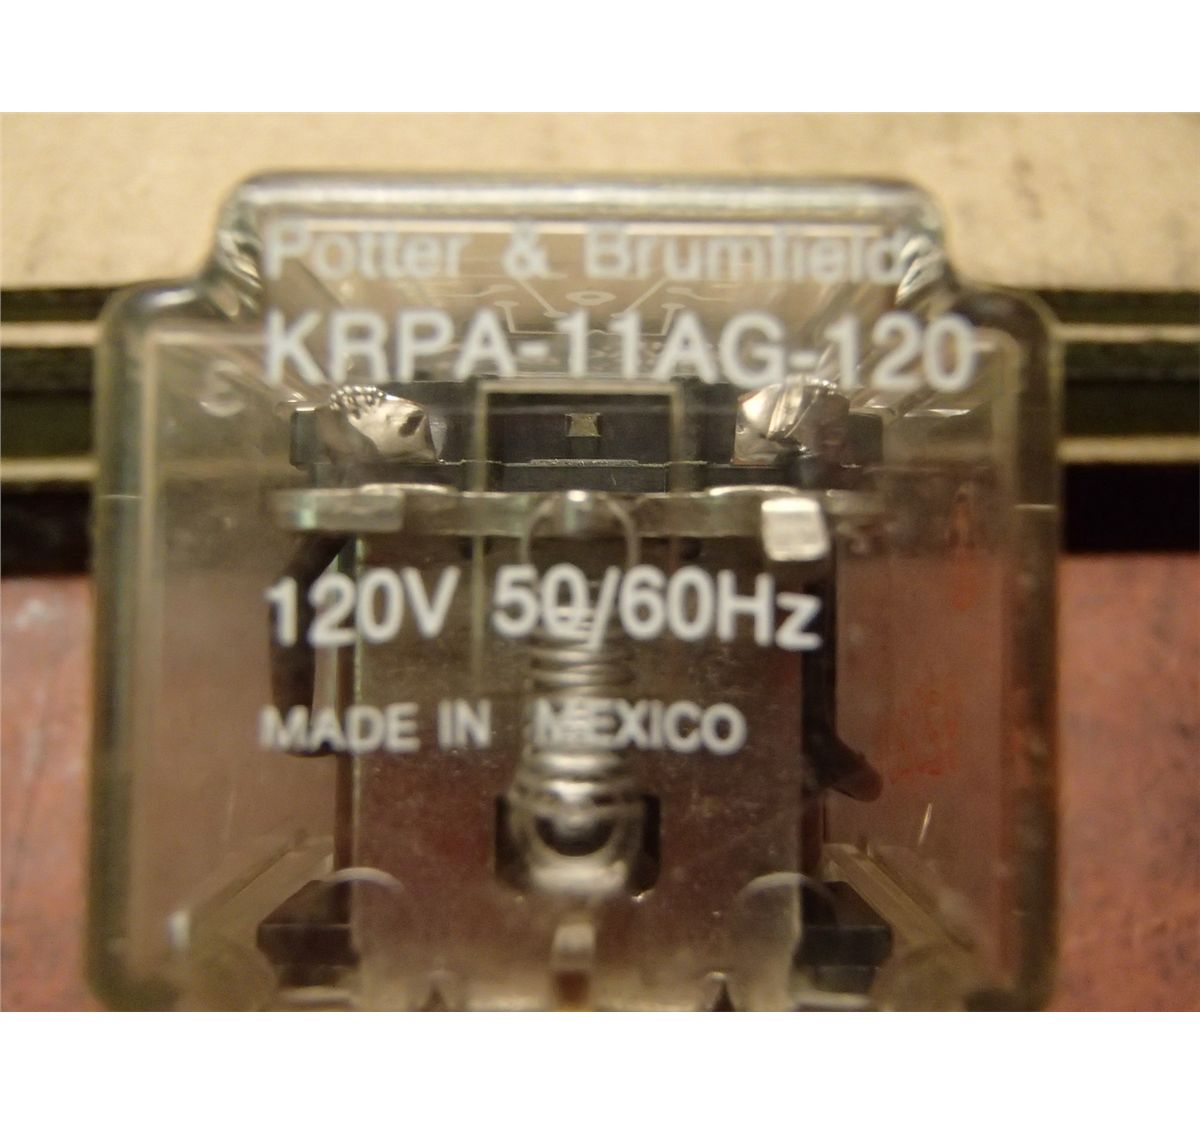 Potter & Brumfield
KRPA-11AG-120
120V 50/60Hz
MADE IN MEXICO